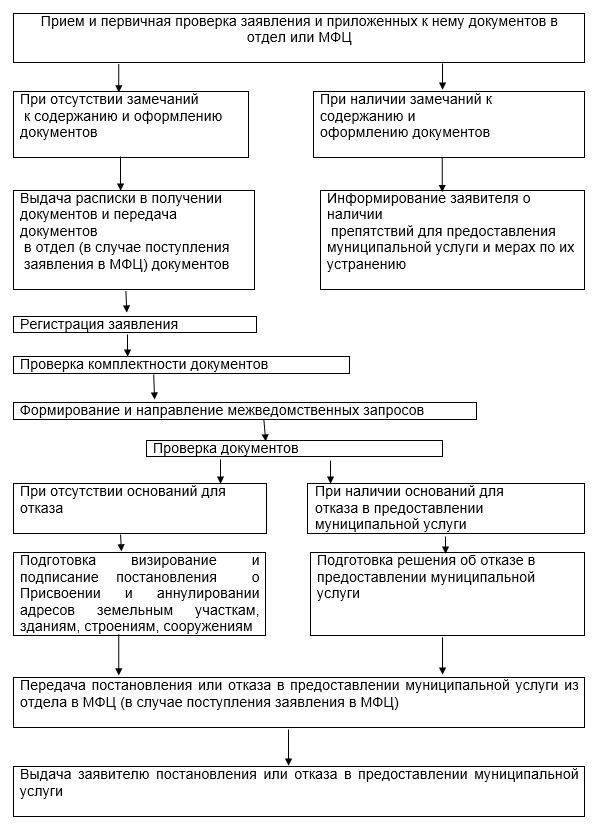 Прием и первичная проверка заявления и приложенных к нему документов в
отдел или МФЦ
При отсутствии замечаний
к содержанию и оформлению
документов
При наличии замечаний к
содержанию и
оформлению документов
Выдача расписки в получении
документов и передача
документов
в отдел (в случае поступления
заявления в МФЦ) документов
Информирование заявителя о
наличии
препятствий для предоставления
муниципальной услуги и мерах по их
устранению
Регистрация заявления
Проверка комплектности документов
Формирование и направление межведомственных запросов
Проверка документов
При отсутствии оснований для
отказа
При наличии оснований для
отказа в предоставлении
муниципальной услуги
Подготовка визирование и
подписание постановления о
Присвоении и аннулировании
адресов земельным участкам,
зданиям, строениям, сооружениям
Подготовка решения об отказе в
предоставлении муниципальной
услуги
Передача постановления или отказа в предоставлении муниципальной услуги из
отдела в МФЦ (в случае поступления заявления в МФЦ)
Выдача заявителю постановления или отказа в предоставлении муниципальной
услуги